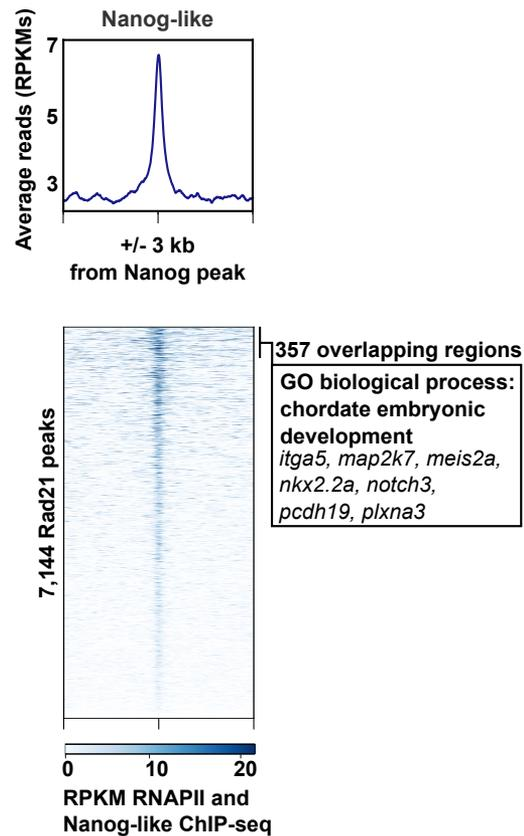 Nanog-like
Average reads (RPKMs)
7
5
3
+/- 3 kb
from Nanog peak
7,144 Rad21 peaks
357 overlapping regions
GO biological process:
chordate embryonic
development
itga5, map2k7, meis2a,
nkx2.2a, notch3,
pcdh19, plxna3
0 10 20
RPKM RNAPII and
Nanog-like ChIP-seq